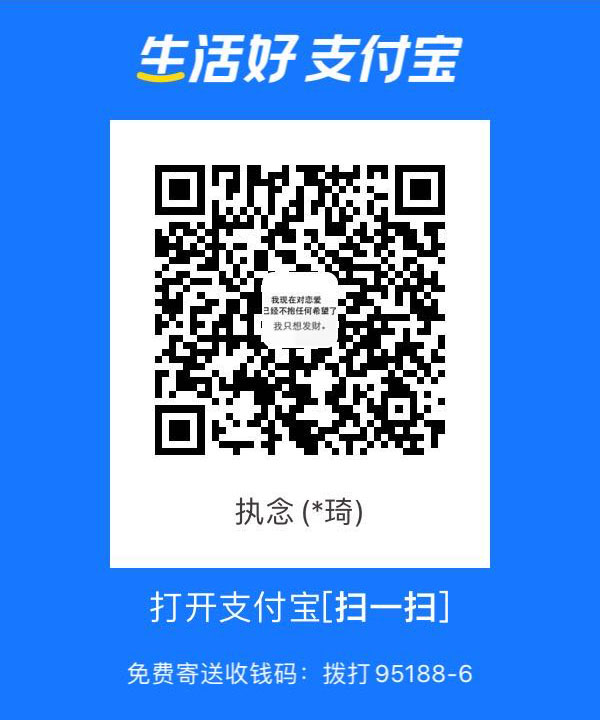 生活好 支付宝
我现在对恋爱
已经不抱任何希望了
我只想发财。
执念 (*琦)
打开支付宝[扫一扫]
免费寄送收钱码：拨打 95188-6